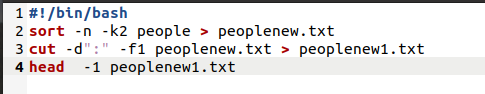 1 #!/bin/bash
2 sort -n -k2 people > peoplenew.txt
3 cut -d":" -f1 peoplenew.txt > peoplenew1.txt
4 head  -1 peoplenew1.txt